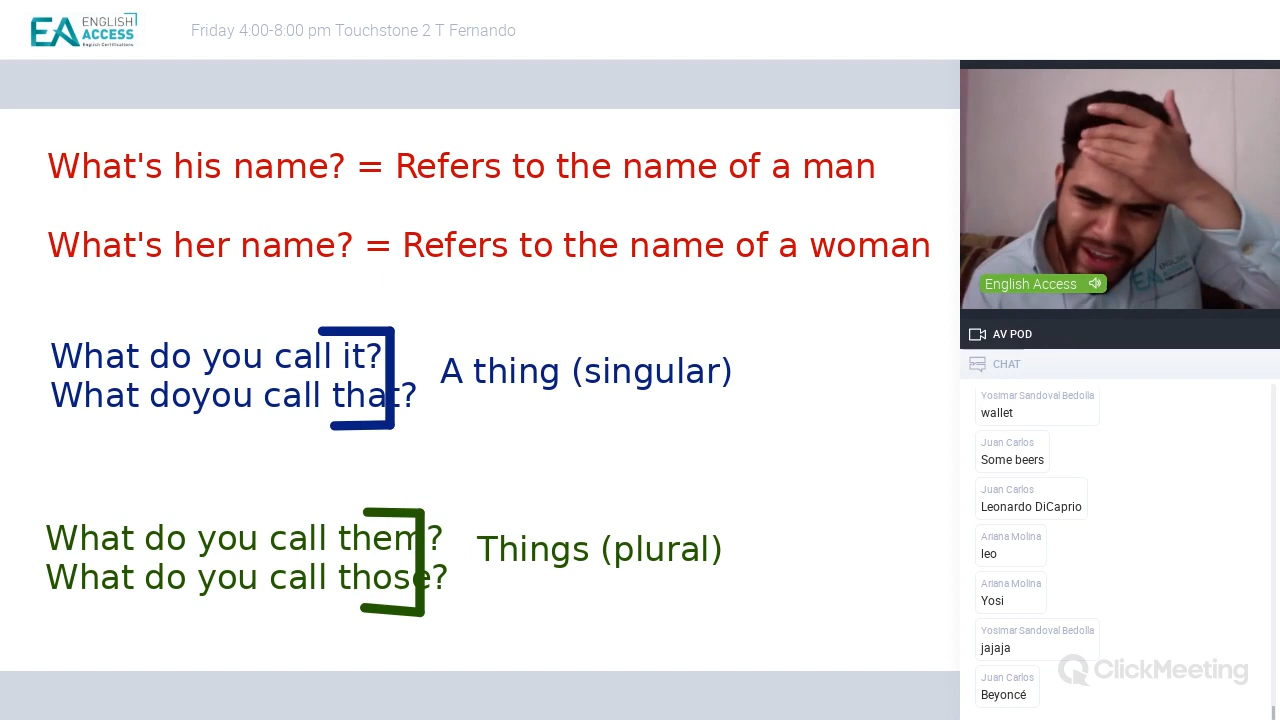 EA ENGLISH ACCESS
English Certifications
Friday 4:00-8:00 pm Touchstone 2 T Fernando
What's his name? = Refers to the name of a man
What's her name? = Refers to the name of a woman
What do you call it?
What doyou call that?
A thing (singular)
What do you call them?
What do you call those?
Things (plural)
ENGLISH
EA
English Access
AV POD
CHAT
Yosimar Sandoval Bedolla
wallet
Juan Carlos
Some beers
Juan Carlos
Leonardo DiCaprio
Ariana Molina
leo
Ariana Molina
Yosi
Yosimar Sandoval Bedolla
jajaja
Juan Carlos
Beyoncé
ClickMeeting